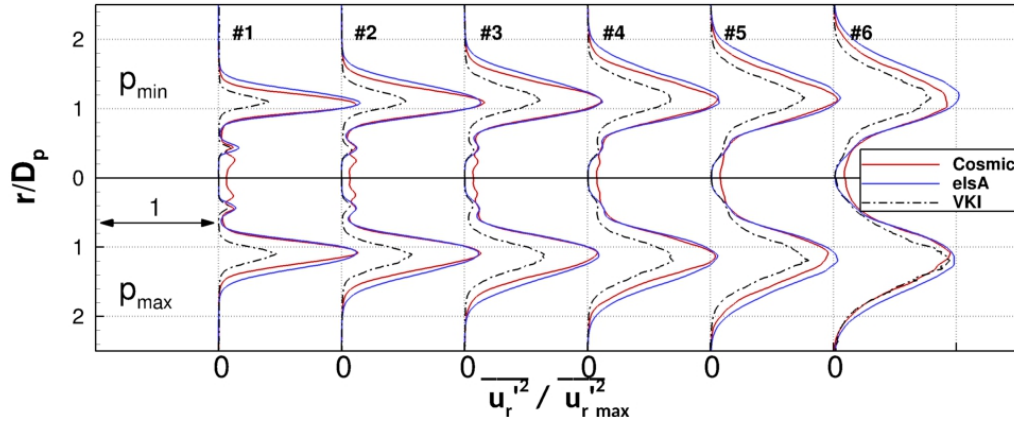 #1 #2 #3 #4 #5 #6
2
p_min
1
r/D_p
0
Cosmic
elsA
VKI
1
1
p_max
2
0 0 0 0 0 0
u_r'^2 / u_r'^2 max